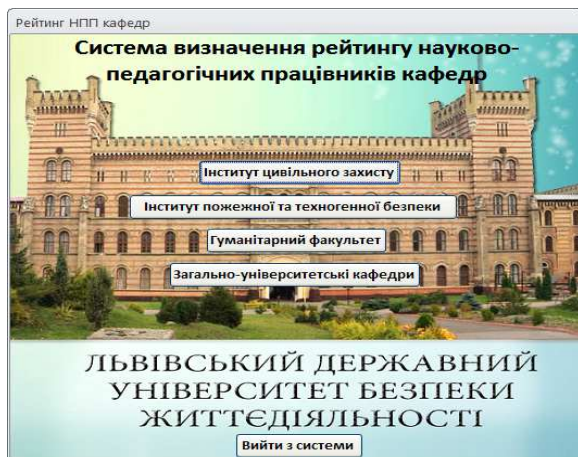 Рейтинг НПП кафедр
Система визначення рейтингу науково-
педагогічних працівників кафедр
Інститут цивільного захисту
Інститут пожежної та техногенної безпеки
Гуманітарний факультет
Загально-університетські кафедри
ЛЬВІВСЬКИЙ ДЕРЖАВНИЙ
УНІВЕРСИТЕТ БЕЗПЕКИ
ЖИТТЄДІЯЛЬНОСТІ
Вийти з системи